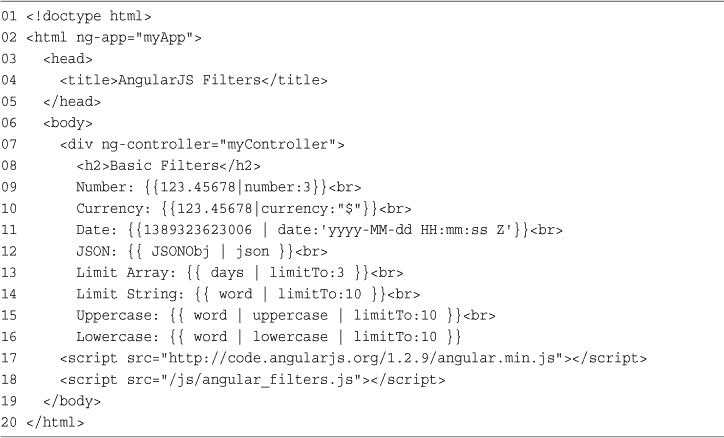 01 <!doctype html>
02 <html ng-app="myApp">
03   <head>
04     <title>AngularJS Filters</title>
05   </head>
06   <body>
07     <div ng-controller="myController">
08       <h2>Basic Filters</h2>
09       Number: {{123.45678|number:3}}<br>
10       Currency: {{123.45678|currency:"$"}}<br>
11       Date: {{1389323623006 | date:'yyyy-MM-dd HH:mm:ss Z'}}<br>
12       JSON: {{ JSONObj | json }}<br>
13       Limit Array: {{ days | limitTo:3 }}<br>
14       Limit String: {{ word | limitTo:10 }}<br>
15       Uppercase: {{ word | uppercase | limitTo:10 }}<br>
16       Lowercase: {{ word | lowercase | limitTo:10 }}
17     <script src="http://code.angularjs.org/1.2.9/angular.min.js"></script>
18     <script src="/js/angular_filters.js"></script>
19   </body>
20 </html>